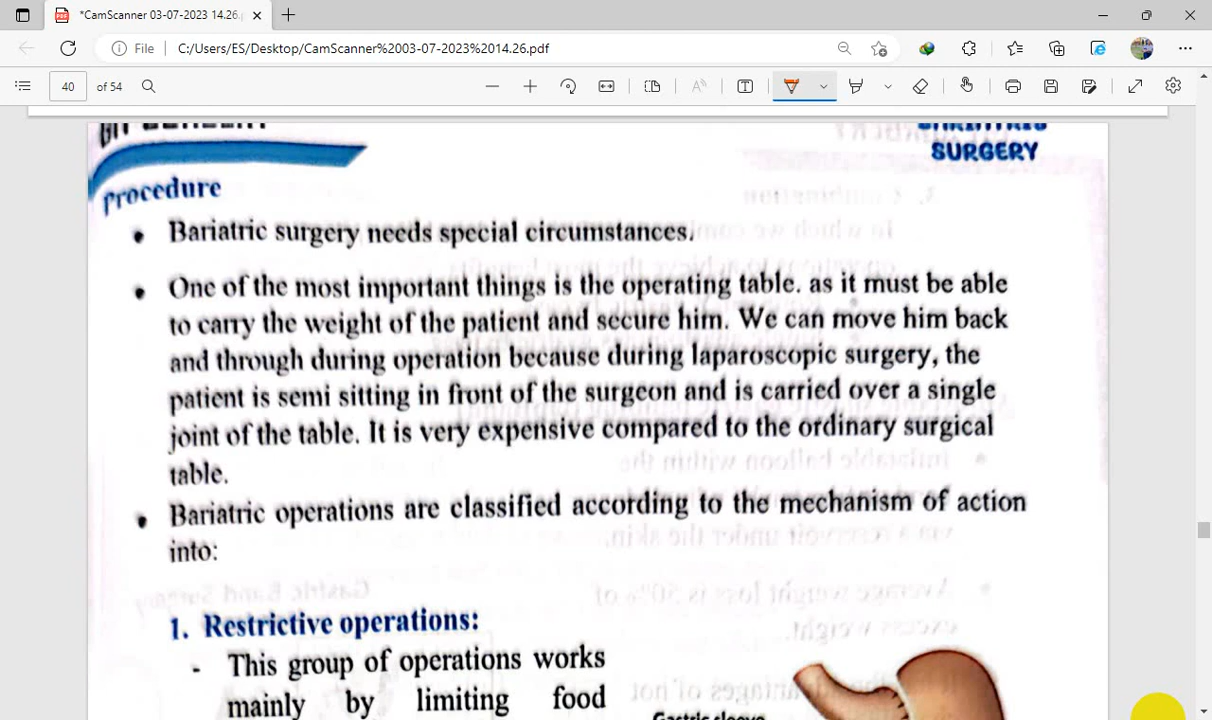 *CamScanner 03-07-2023 14.26.
File
C:/Users/ES/Desktop/CamScanner%2003-07-2023%2014.26.pdf
40 of 54
SURGERY
procedure
• Bariatric surgery needs special circumstances.
• One of the most important things is the operating table. as it must be able
to carry the weight of the patient and secure him. We can move him back
and through during operation because during laparoscopic surgery, the
patient is semi sitting in front of the surgeon and is carried over a single
joint of the table. It is very expensive compared to the ordinary surgical
table.
• Bariatric operations are classified according to the mechanism of action
into:
1. Restrictive operations:
- This group of operations works
mainly by limiting food
Gastric sleeve